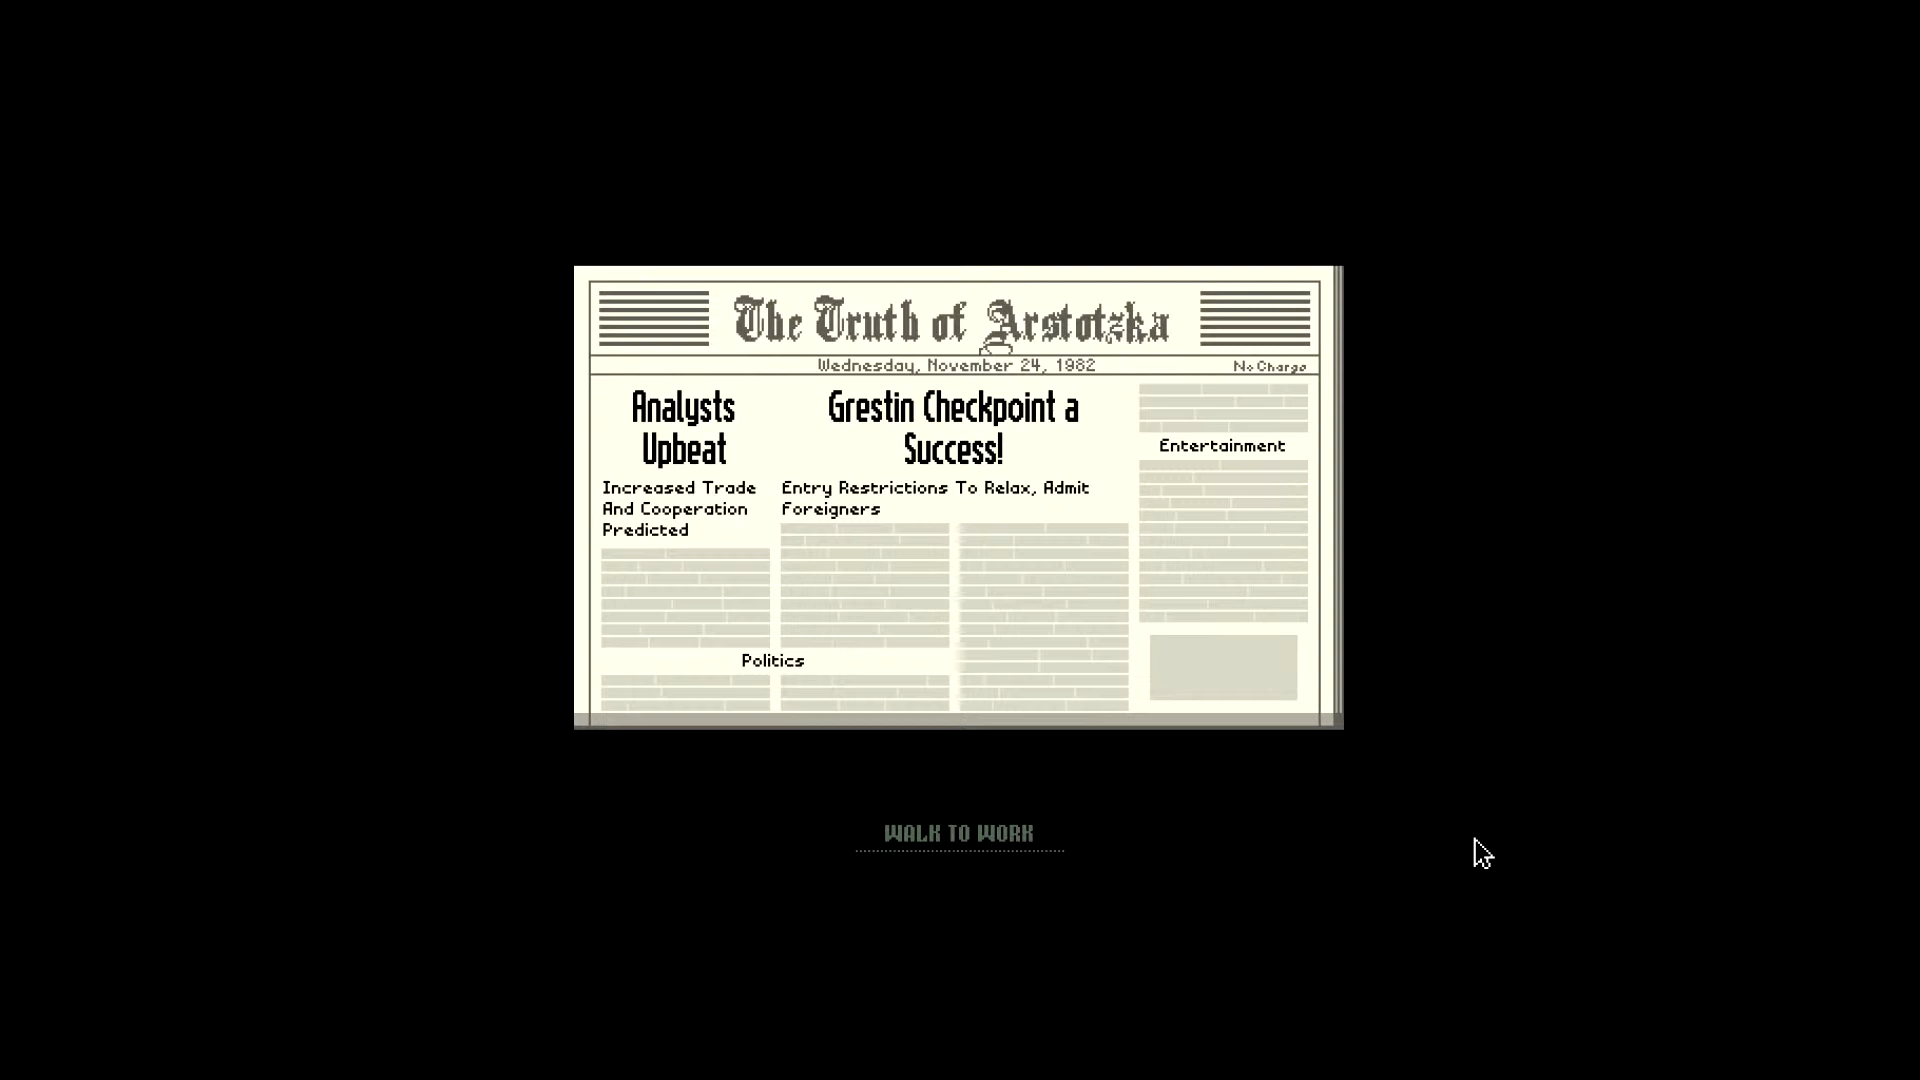 The Truth of Arstotzka
Wednesday, November 24, 1982
No Charge
Analysts
Upbeat
Increased Trade
And Cooperation
Predicted
Grestin Checkpoint a
Success!
Entry Restrictions To Relax, Admit
Foreigners
Entertainment
Politics
WALK TO WORK